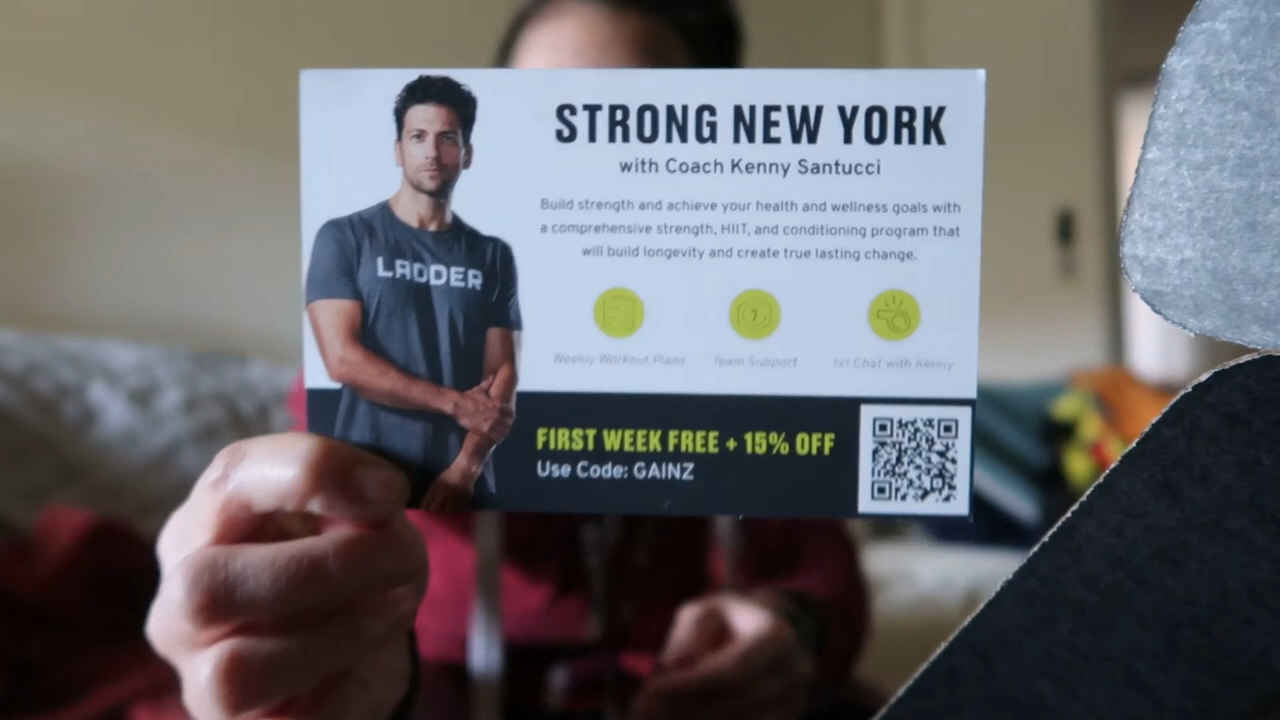 STRONG NEW YORK
with Coach Kenny Santucci
Build strength and achieve your health and wellness goals with
a comprehensive strength, HIIT, and conditioning program that
will build longevity and create true lasting change.
LADDER
Weekly Workout Plans
Team Support
1x1 Chat with Kenny
FIRST WEEK FREE + 15% OFF
Use Code: GAINZ